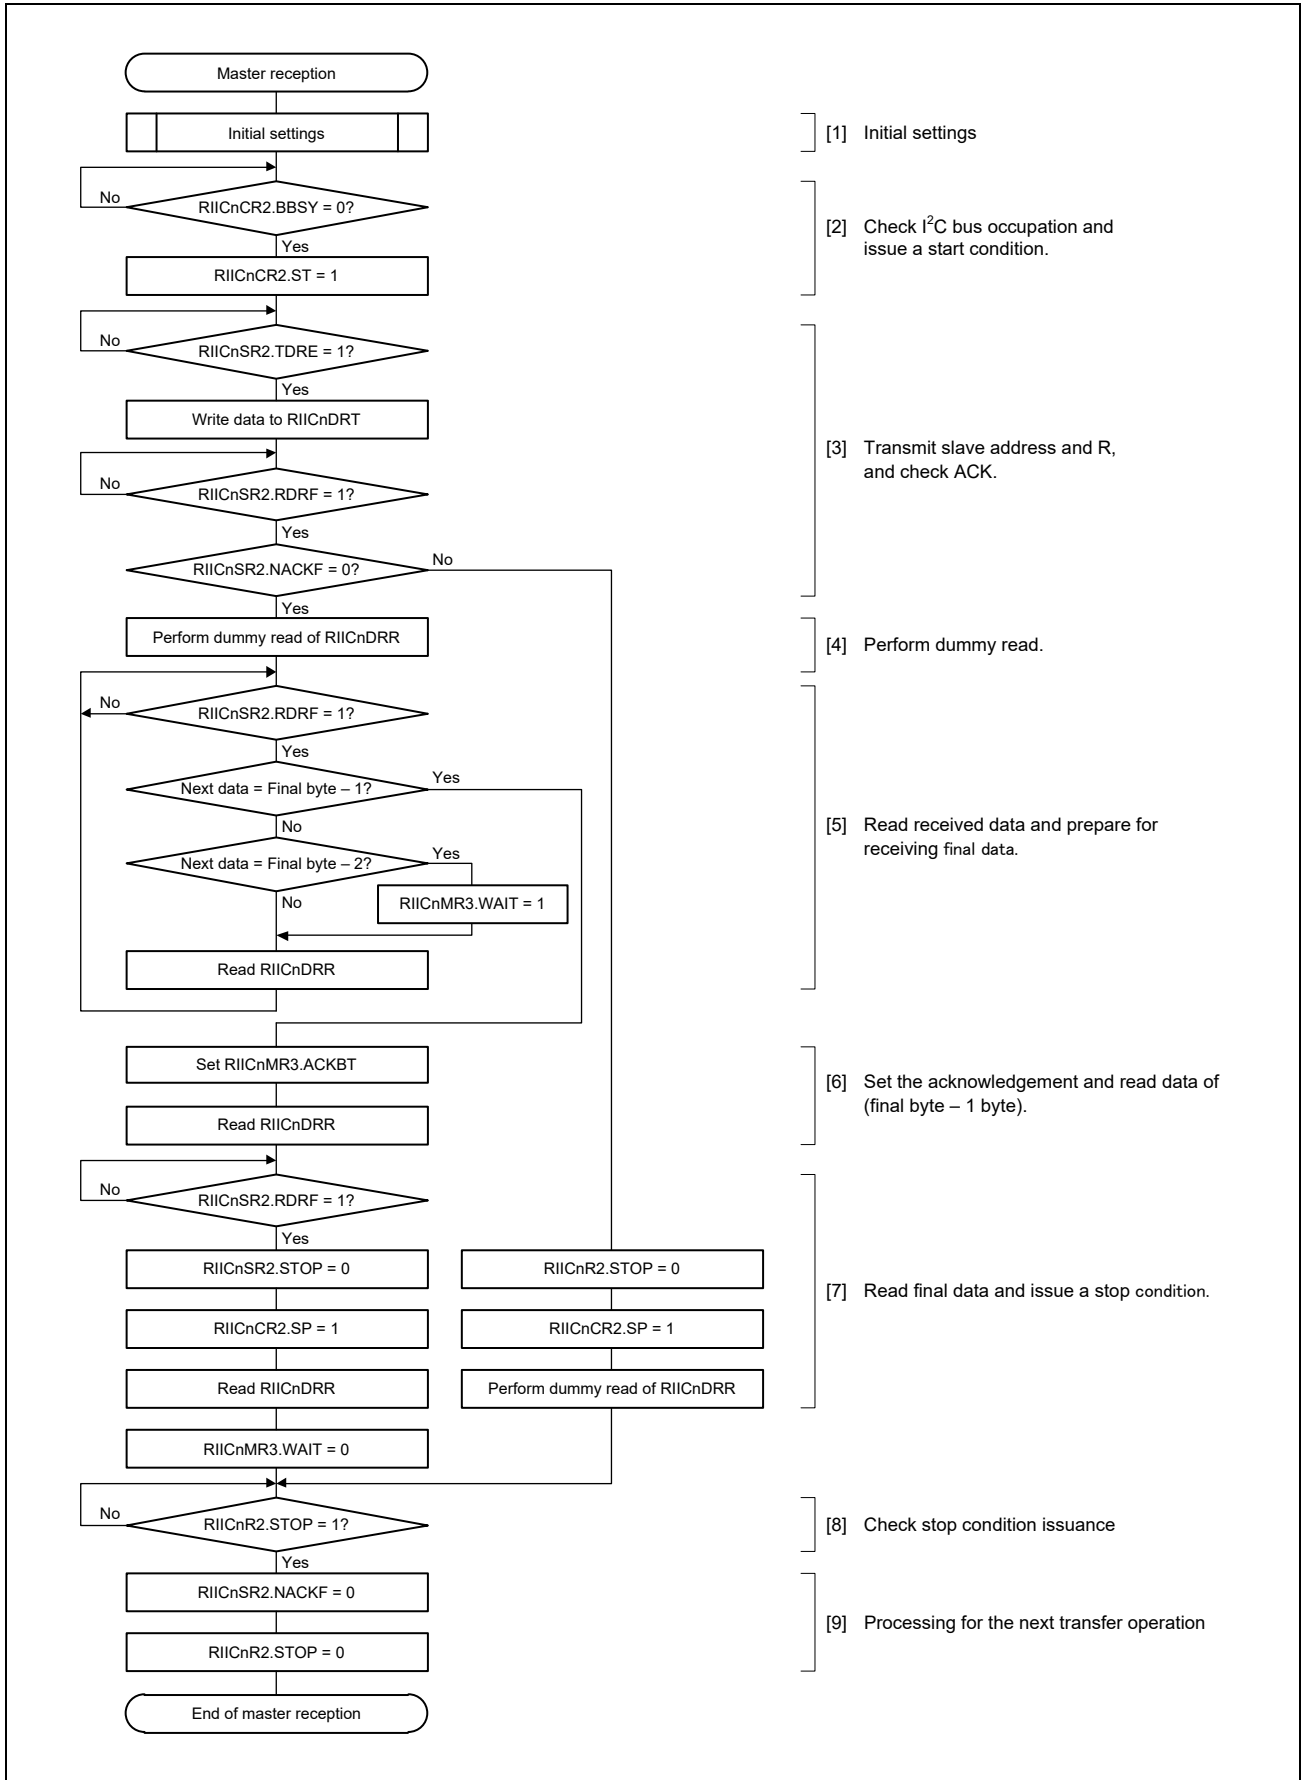 Master reception
Initial settings
[1] Initial settings
No
RIICnCR2.BBSY = 0?
Yes
RIICnCR2.ST = 1
[2] Check I²C bus occupation and
issue a start condition.
No
RIICnSR2.TDRE = 1?
Yes
Write data to RIICnDRT
No
RIICnSR2.RDRF = 1?
Yes
RIICnSR2.NACKF = 0?
No
Yes
[3] Transmit slave address and R,
and check ACK.
Perform dummy read of RIICnDRR
[4] Perform dummy read.
No
RIICnSR2.RDRF = 1?
Yes
Next data = Final byte – 1?
Yes
No
Next data = Final byte – 2?
Yes
No
RIICnMR3.WAIT = 1
Read RIICnDRR
[5] Read received data and prepare for
receiving final data.
Set RIICnMR3.ACKBT
Read RIICnDRR
[6] Set the acknowledgement and read data of
(final byte – 1 byte).
No
RIICnSR2.RDRF = 1?
Yes
RIICnSR2.STOP = 0
RIICnR2.STOP = 0
RIICnCR2.SP = 1
RIICnCR2.SP = 1
Read RIICnDRR
Perform dummy read of RIICnDRR
[7] Read final data and issue a stop condition.
RIICnMR3.WAIT = 0
No
RIICnR2.STOP = 1?
Yes
[8] Check stop condition issuance
RIICnSR2.NACKF = 0
RIICnR2.STOP = 0
[9] Processing for the next transfer operation
End of master reception